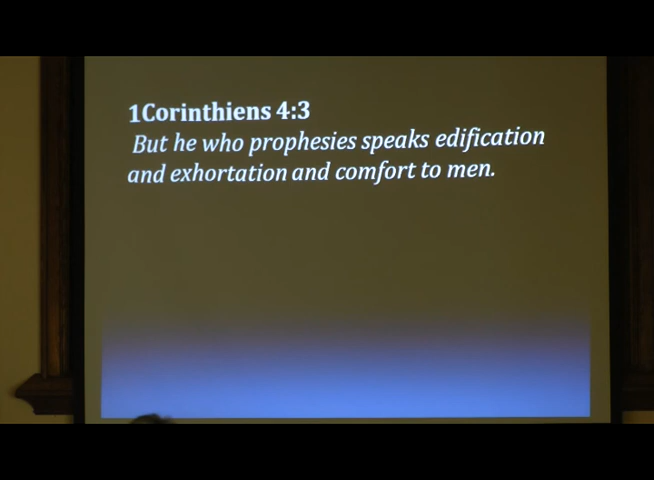 1Corinthiens 4:3
But he who prophesies speaks edification
and exhortation and comfort to men.